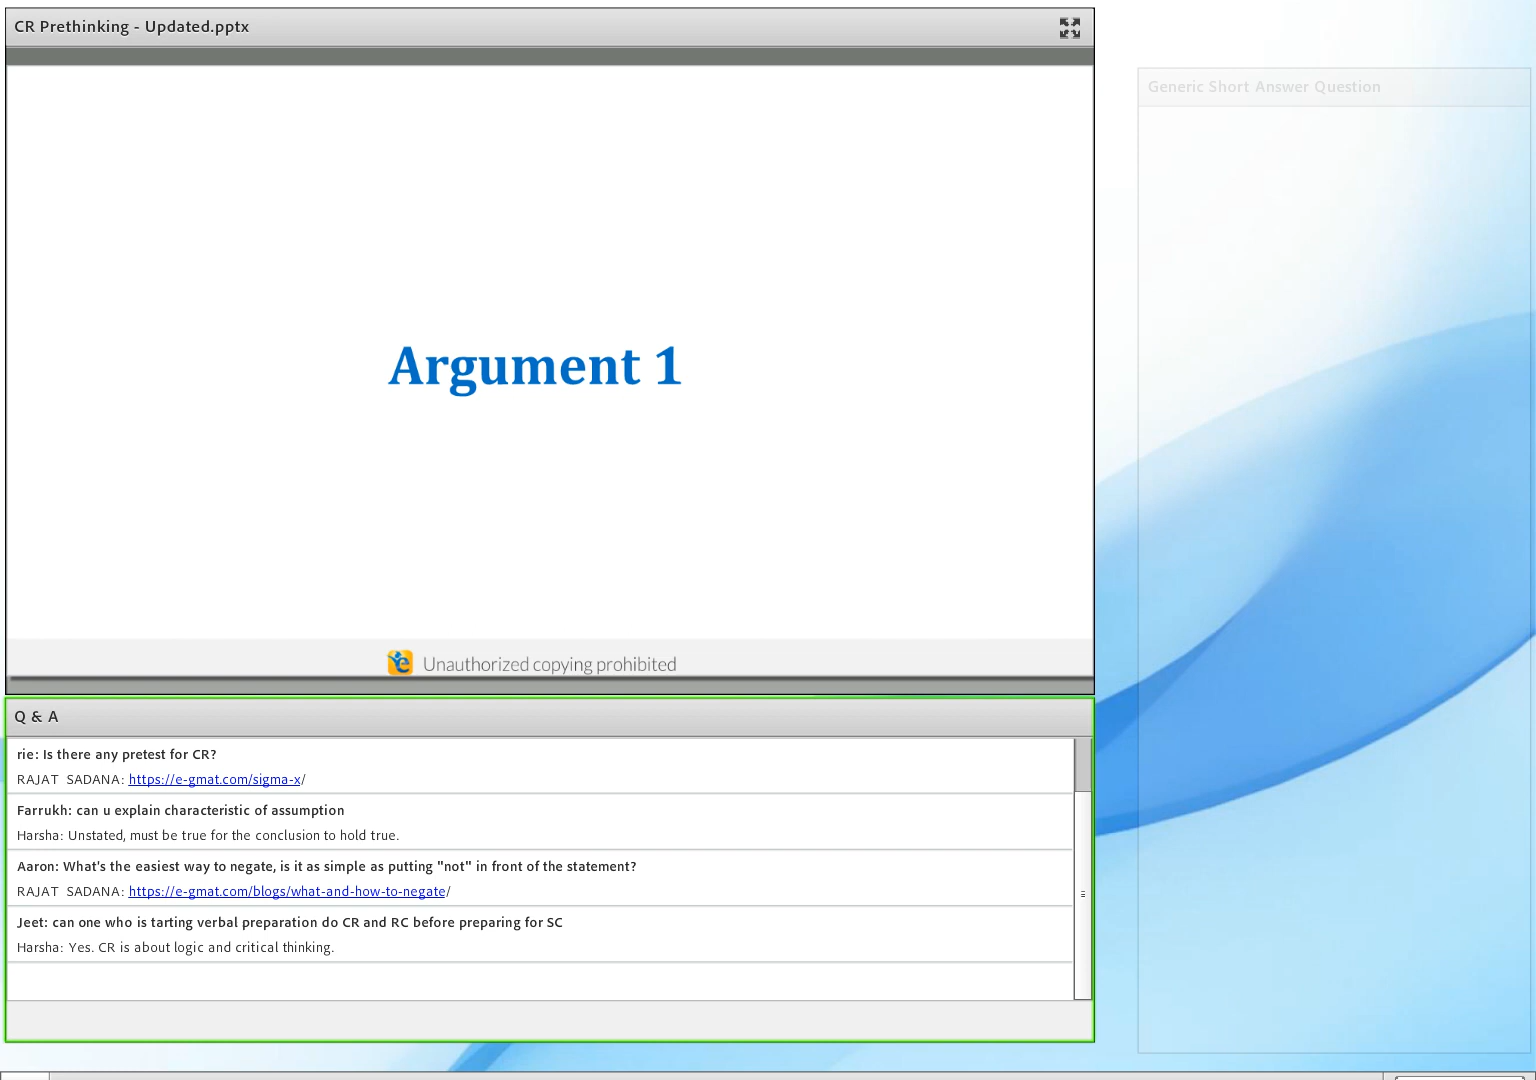 CR Prethinking - Updated.pptx
Generic Short Answer Question
Argument 1
Unauthorized copying prohibited
Q & A
rie: Is there any pretest for CR?
RAJAT SADANA: https://e-gmat.com/sigma-x/
Farrukh: can u explain characteristic of assumption
Harsha: Unstated, must be true for the conclusion to hold true.
Aaron: What's the easiest way to negate, is it as simple as putting "not" in front of the statement?
RAJAT SADANA: https://e-gmat.com/blogs/what-and-how-to-negate/
Jeet: can one who is tarting verbal preparation do CR and RC before preparing for SC
Harsha: Yes. CR is about logic and critical thinking.